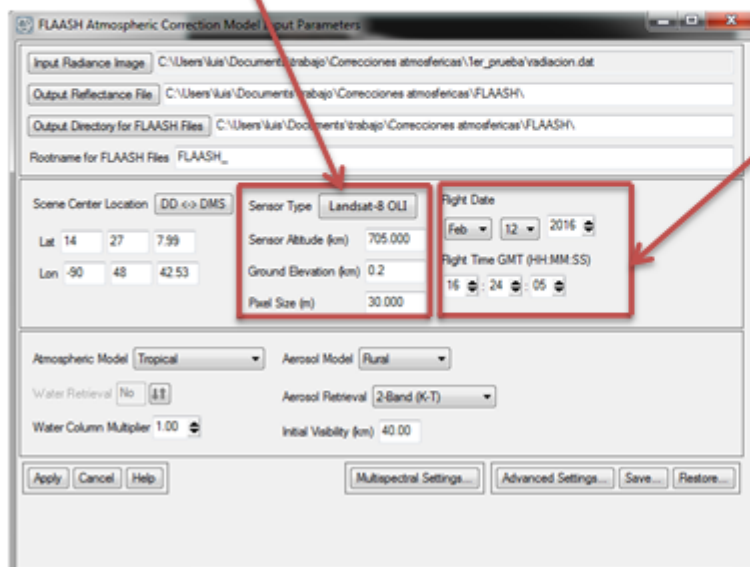 FLAASH Atmospheric Correction Model Input Parameters
Input Radiance Image C:\Users\luis\Documents\trabajo\Correcciones atmosfericas\1er_prueba\radiacion.dat
Output Reflectance File C:\Users\luis\Documents\trabajo\Correcciones atmosfericas\FLAASH\
Output Directory for FLAASH Files C:\Users\luis\Documents\trabajo\Correcciones atmosfericas\FLAASH\
Rootname for FLAASH Files FLAASH_
Scene Center Location DD <-> DMS
Lat 14 27 7.99
Lon -90 48 42.53
Sensor Type Landsat-8 OLI
Sensor Altitude (km) 705.000
Ground Elevation (km) 0.2
Pixel Size (m) 30.000
Flight Date
Feb 12 2016
Flight Time GMT (HH:MM:SS)
16 : 24 : 05
Atmospheric Model Tropical
Aerosol Model Rural
Water Retrieval No
Aerosol Retrieval 2-Band (K-T)
Water Column Multiplier 1.00
Initial Visibility (km) 40.00
Apply Cancel Help Multispectral Settings... Advanced Settings... Save... Restore...